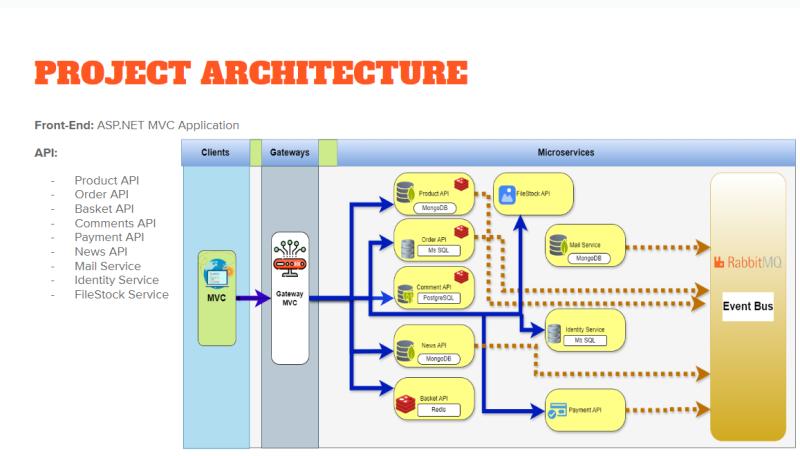 PROJECT ARCHITECTURE
Front-End: ASP.NET MVC Application
API:
- Product API
- Order API
- Basket API
- Comments API
- Payment API
- News API
- Mail Service
- Identity Service
- FileStock Service
Clients
Gateways
Microservices
MVC
Gateway
MVC
Product API
MongoDB
Order API
Ms SQL
Comment API
PostgreSQL
News API
MongoDB
Basket API
Redis
FileStock API
Mail Service
MongoDB
Identity Service
Ms SQL
Payment API
RabbitMQ
Event Bus